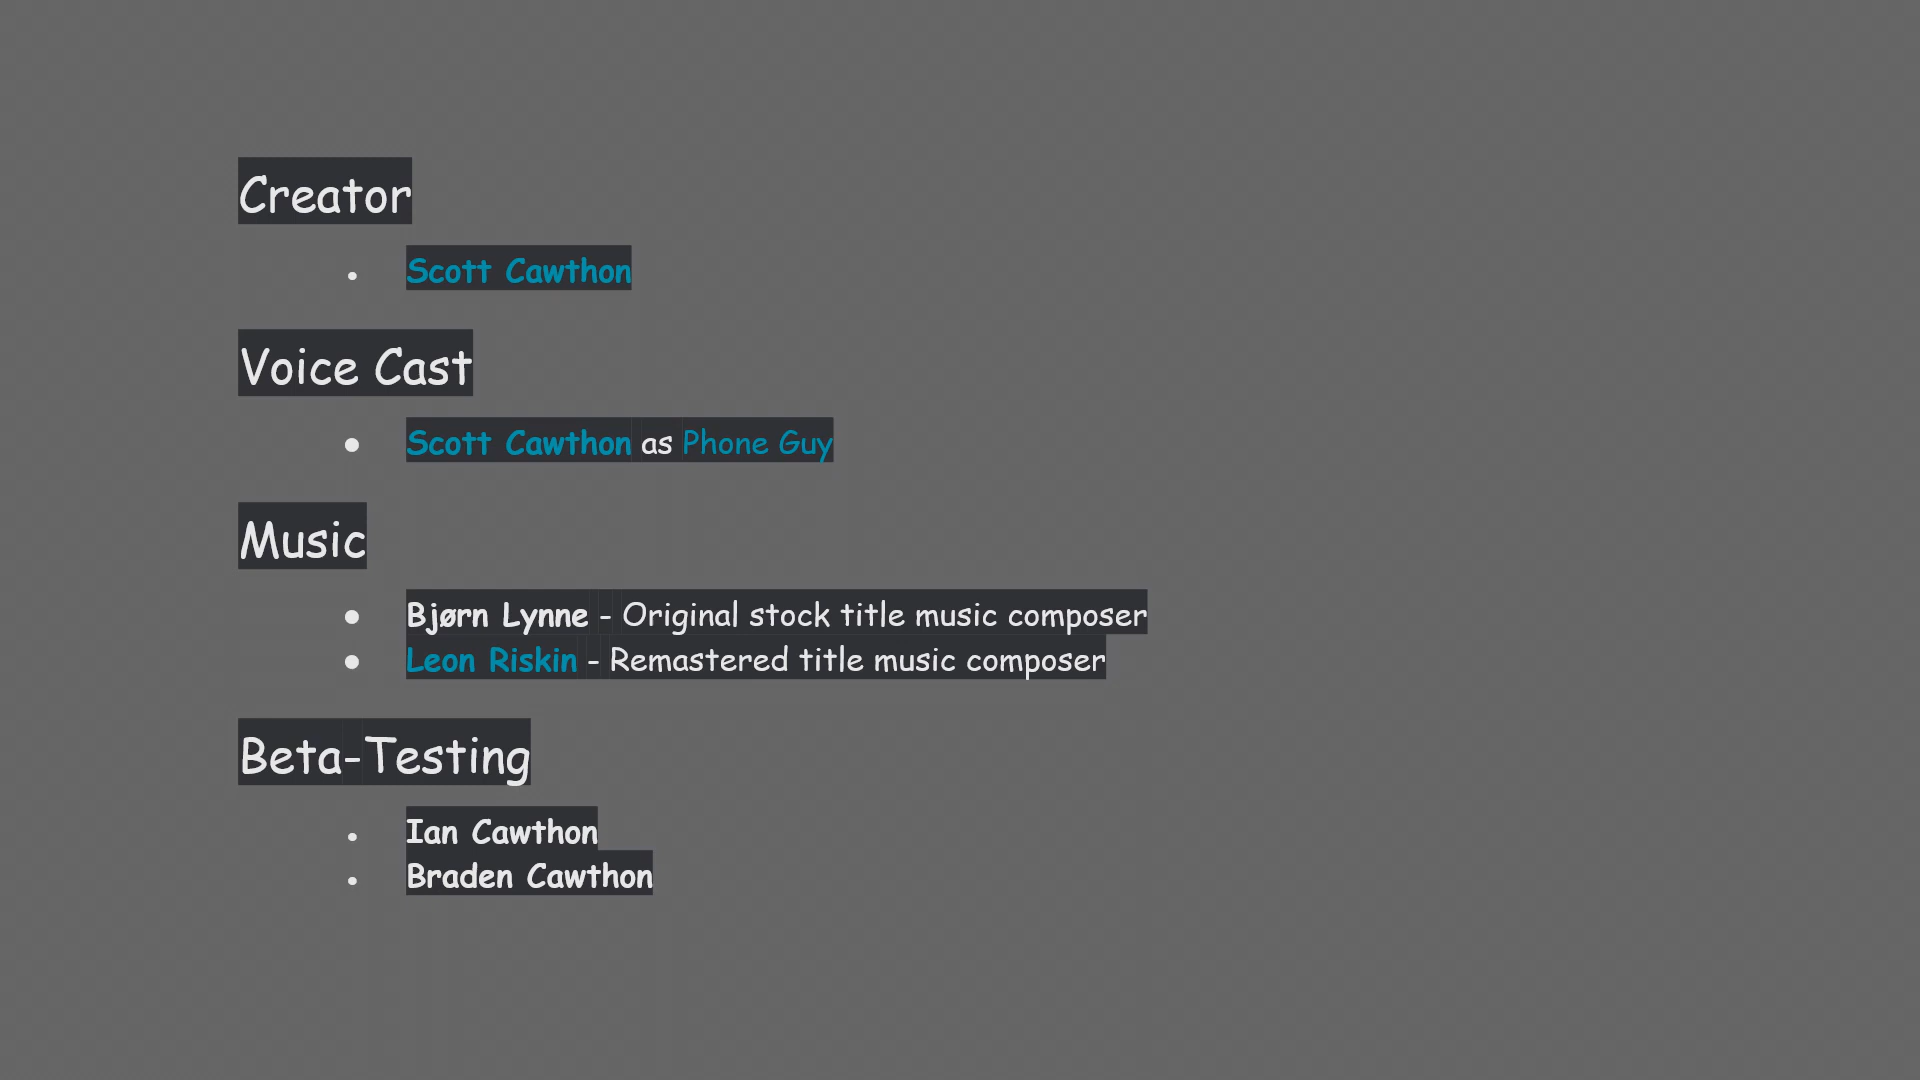 Creator
• Scott Cawthon
Voice Cast
• Scott Cawthon as Phone Guy
Music
• Bjørn Lynne - Original stock title music composer
• Leon Riskin - Remastered title music composer
Beta-Testing
• Ian Cawthon
• Braden Cawthon